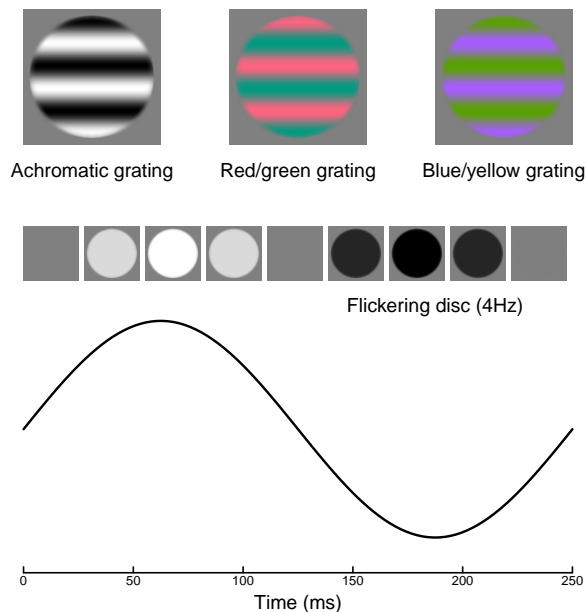 Achromatic grating
Red/green grating
Blue/yellow grating
Flickering disc (4Hz)
0
50
100
150
200
250
Time (ms)